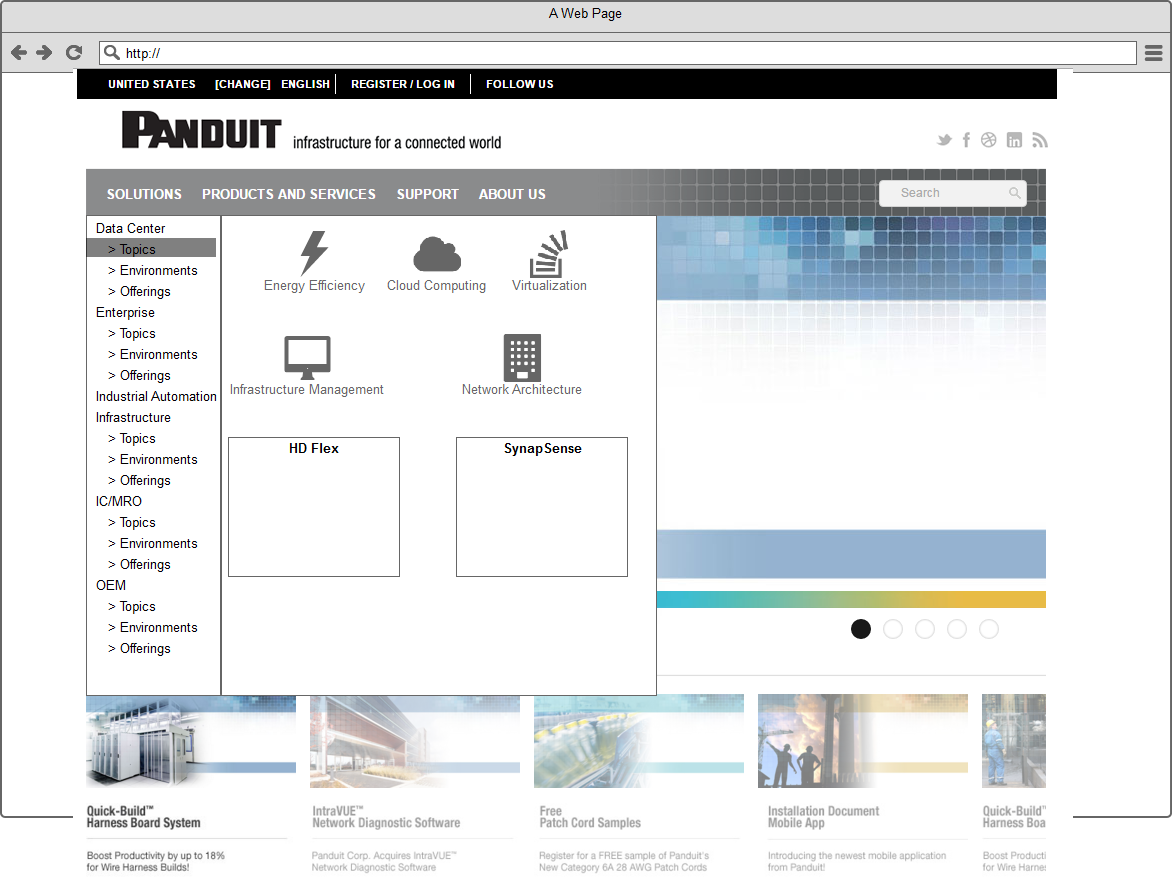 A Web Page
http://
UNITED STATES [CHANGE] ENGLISH REGISTER / LOG IN FOLLOW US
PANDUIT infrastructure for a connected world
SOLUTIONS PRODUCTS AND SERVICES SUPPORT ABOUT US Search
Data Center
> Topics
> Environments
> Offerings
Enterprise
> Topics
> Environments
> Offerings
Industrial Automation
Infrastructure
> Topics
> Environments
> Offerings
IC/MRO
> Topics
> Environments
> Offerings
OEM
> Topics
> Environments
> Offerings
Energy Efficiency Cloud Computing Virtualization
Infrastructure Management Network Architecture
HD Flex SynapSense
Quick-Build™
Harness Board System
Boost Productivity by up to 18%
for Wire Harness Builds!
IntraVUE™
Network Diagnostic Software
Panduit Corp. Acquires IntraVUE™
Network Diagnostic Software
Free
Patch Cord Samples
Register for a FREE sample of Panduit's
New Category 6A 28 AWG Patch Cords
Installation Document
Mobile App
Introducing the newest mobile application
from Panduit!
Quick-Build"
Harness Boa
Boost Producti
for Wire Harne